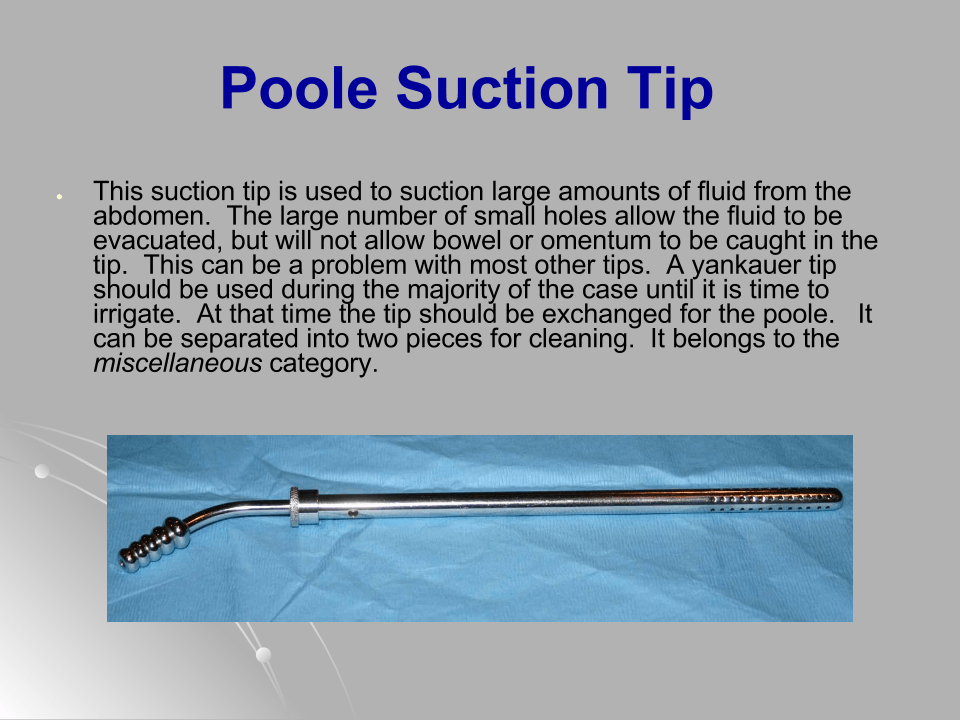 Poole Suction Tip
• This suction tip is used to suction large amounts of fluid from the
abdomen.  The large number of small holes allow the fluid to be
evacuated, but will not allow bowel or omentum to be caught in the
tip.  This can be a problem with most other tips.  A yankauer tip
should be used during the majority of the case until it is time to
irrigate.  At that time the tip should be exchanged for the poole.   It
can be separated into two pieces for cleaning.  It belongs to the
miscellaneous category.